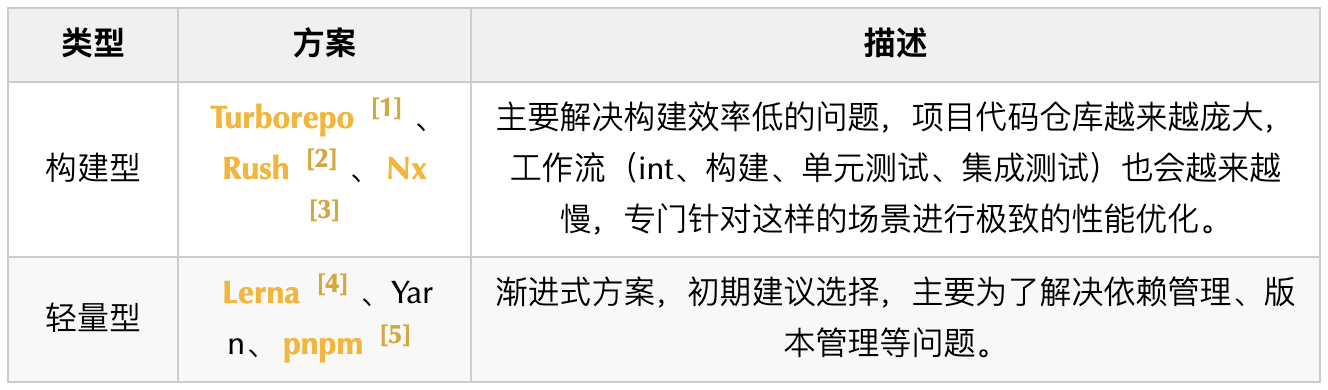 类型 方案 描述
构建型
Turborepo [1] 、
Rush [2] 、 Nx
[3]
主要解决构建效率低的问题，项目代码仓库越来越庞大，
工作流（int、构建、单元测试、集成测试）也会越来越
慢，专门针对这样的场景进行极致的性能优化。
轻量型
Lerna [4] 、Yar
n、 pnpm [5]
渐进式方案，初期建议选择，主要为了解决依赖管理、版
本管理等问题。